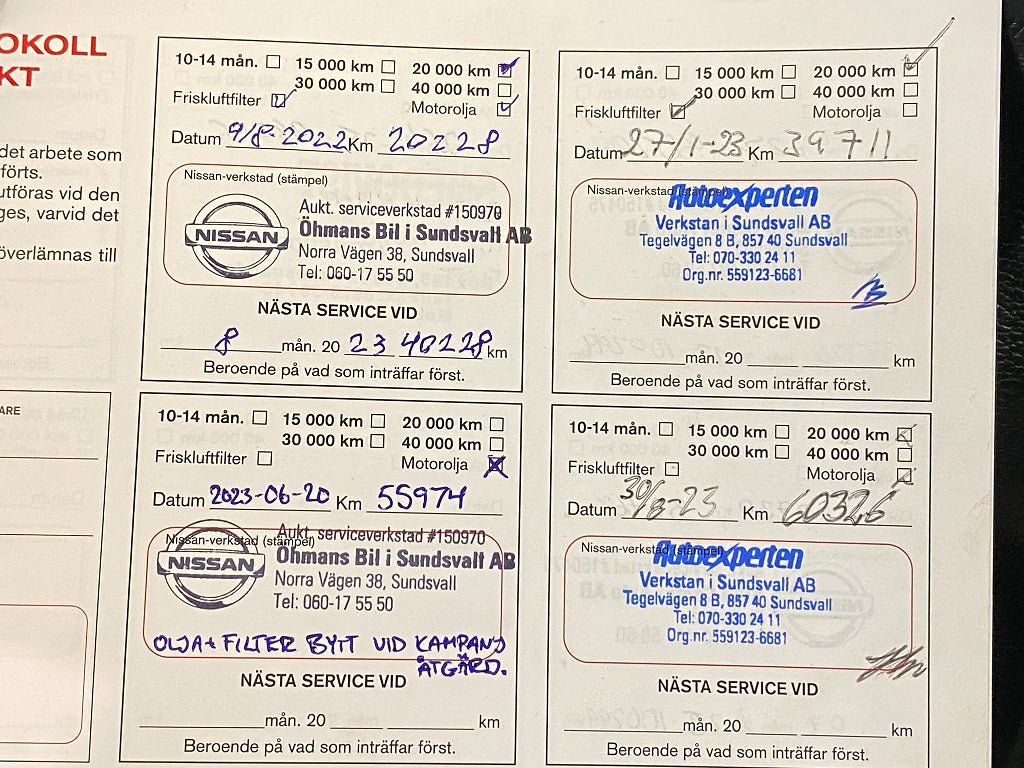 OKOLL
KT
det arbete som
förts.
utföras vid den
ges, varvid det
överlämnas till
ARE
10-14 mån. 15 000 km 20 000 km
30 000 km 40 000 km
Friskluftfilter Motorolja
Datum 9/8-2022 Km 20228
Nissan-verkstad (stämpel)
NISSAN
Aukt. serviceverkstad #150970
Öhmans Bil i Sundsvall AB
Norra Vägen 38, Sundsvall
Tel: 060-17 55 50
NÄSTA SERVICE VID
8 mån. 20 23 40228 km
Beroende på vad som inträffar först.
10-14 mån. 15 000 km 20 000 km
30 000 km 40 000 km
Friskluftfilter Motorolja
Datum 27/1-23 Km 39711
Nissan-verkstad (stämpel)
Autoexperten
Verkstan i Sundsvall AB
Tegelvägen 8 B, 857 40 Sundsvall
Tel: 070-330 24 11
Org.nr. 559123-6681
NÄSTA SERVICE VID
mån. 20 km
Beroende på vad som inträffar först.
10-14 mån. 15 000 km 20 000 km
30 000 km 40 000 km
Friskluftfilter Motorolja
Datum 2023-06-20 Km 55974
Nissan-verkstad (stämpel)
NISSAN
Aukt. serviceverkstad #150970
Öhmans Bil i Sundsvall AB
Norra Vägen 38, Sundsvall
Tel: 060-17 55 50
OLJA+FILTER BYTT VID KAMPANJ
ÅTGÄRD.
NÄSTA SERVICE VID
mån. 20 km
Beroende på vad som inträffar först.
10-14 mån. 15 000 km 20 000 km
30 000 km 40 000 km
Friskluftfilter Motorolja
Datum 30/8-23 Km 60326
Nissan-verkstad (stämpel)
Autoexperten
Verkstan i Sundsvall AB
Tegelvägen 8 B, 857 40 Sundsvall
Tel: 070-330 24 11
Org.nr. 559123-6681
NÄSTA SERVICE VID
mån. 20 km
Beroende på vad som inträffar först.